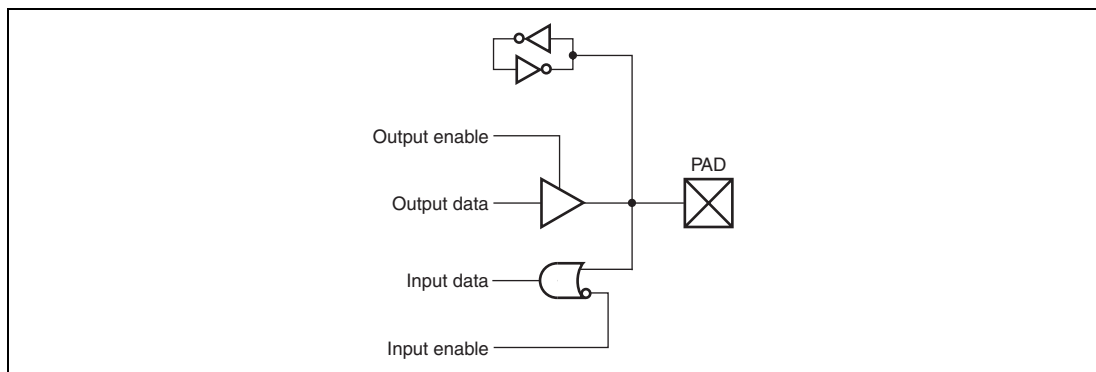 Output enable
PAD
Output data
Input data
Input enable